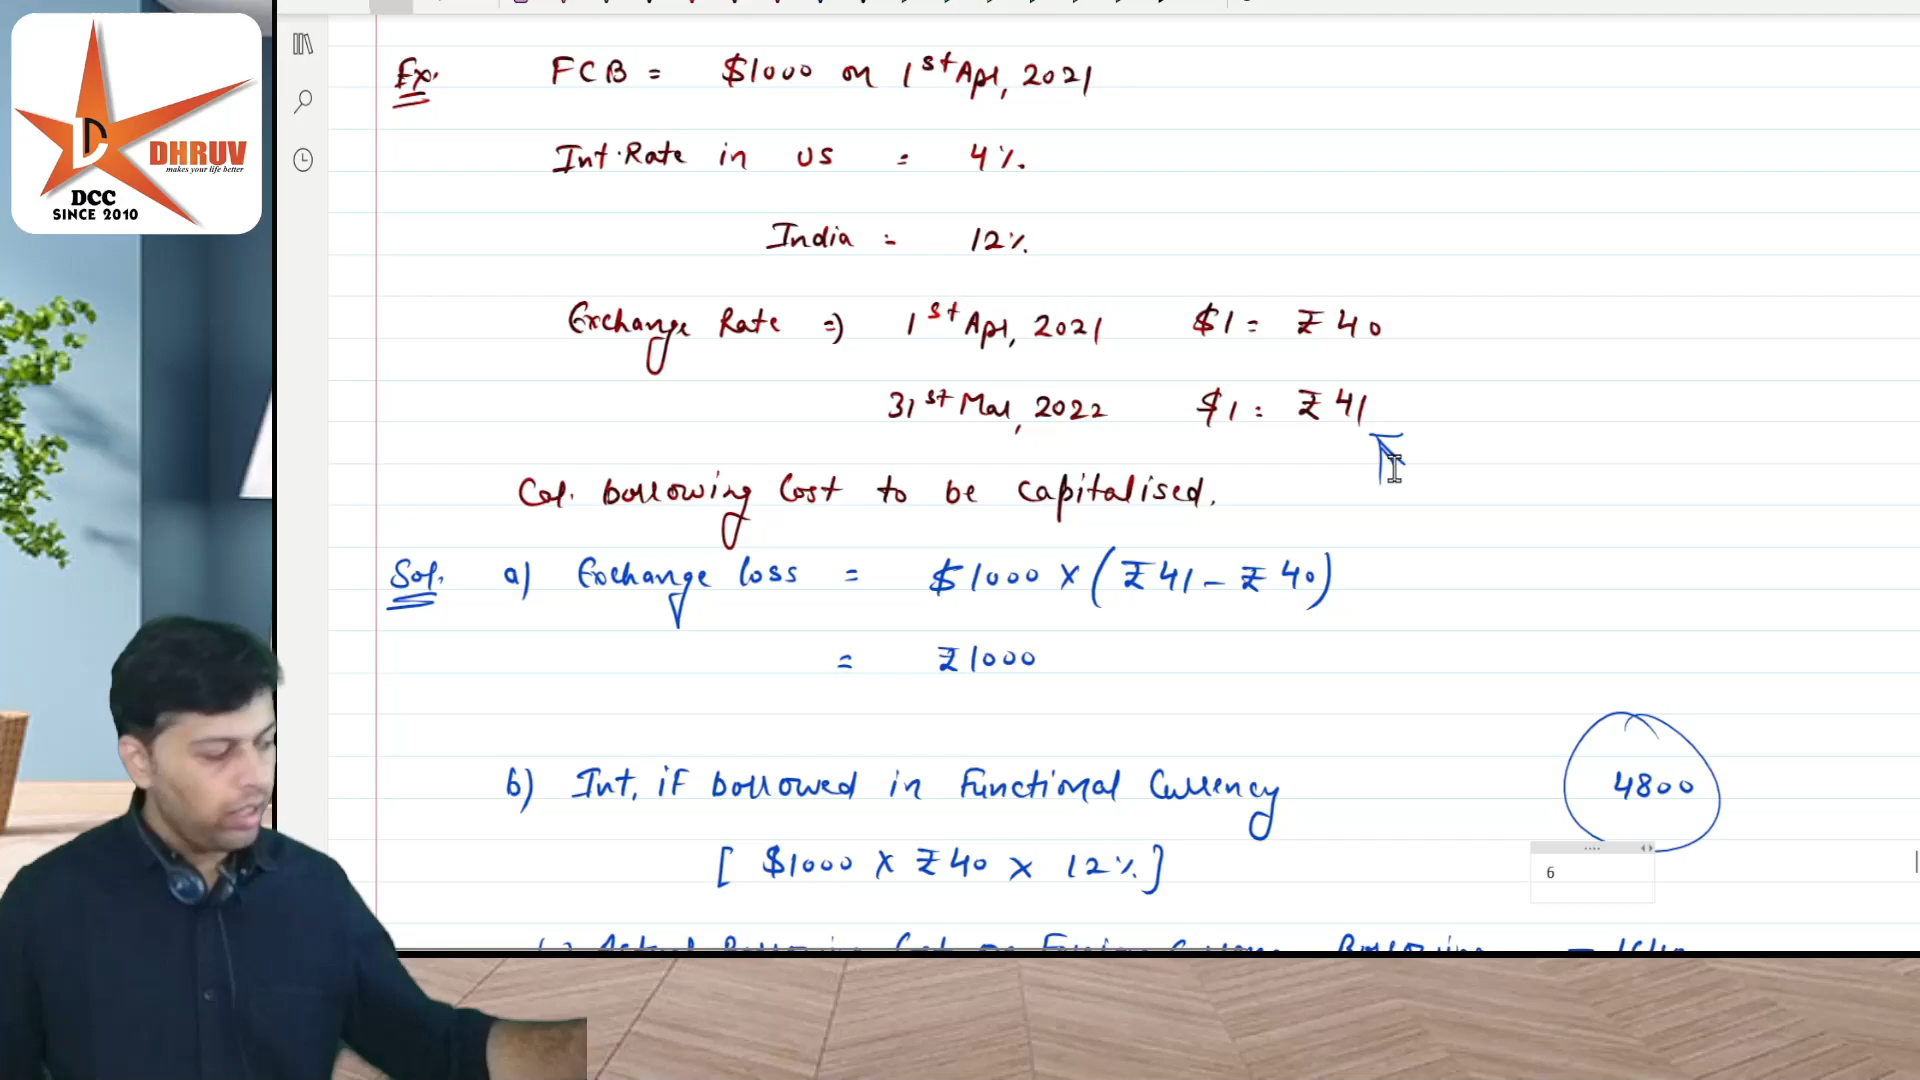 DC
DHRUV
makes your life better
DCC
SINCE 2010
Ex. FCB = $1000 on 1st Apr, 2021
Int. Rate in US = 4%.
India = 12%.
Exchange Rate => 1st Apr, 2021 $1 = ₹40
31st Mar, 2022 $1 = ₹41
Cal. borrowing Cost to be capitalised.
Sol. a) Exchange loss = $1000 × (₹41 - ₹40)
= ₹1000
b) Int. if borrowed in Functional Currency 4800
[$1000 × ₹40 × 12%]
6